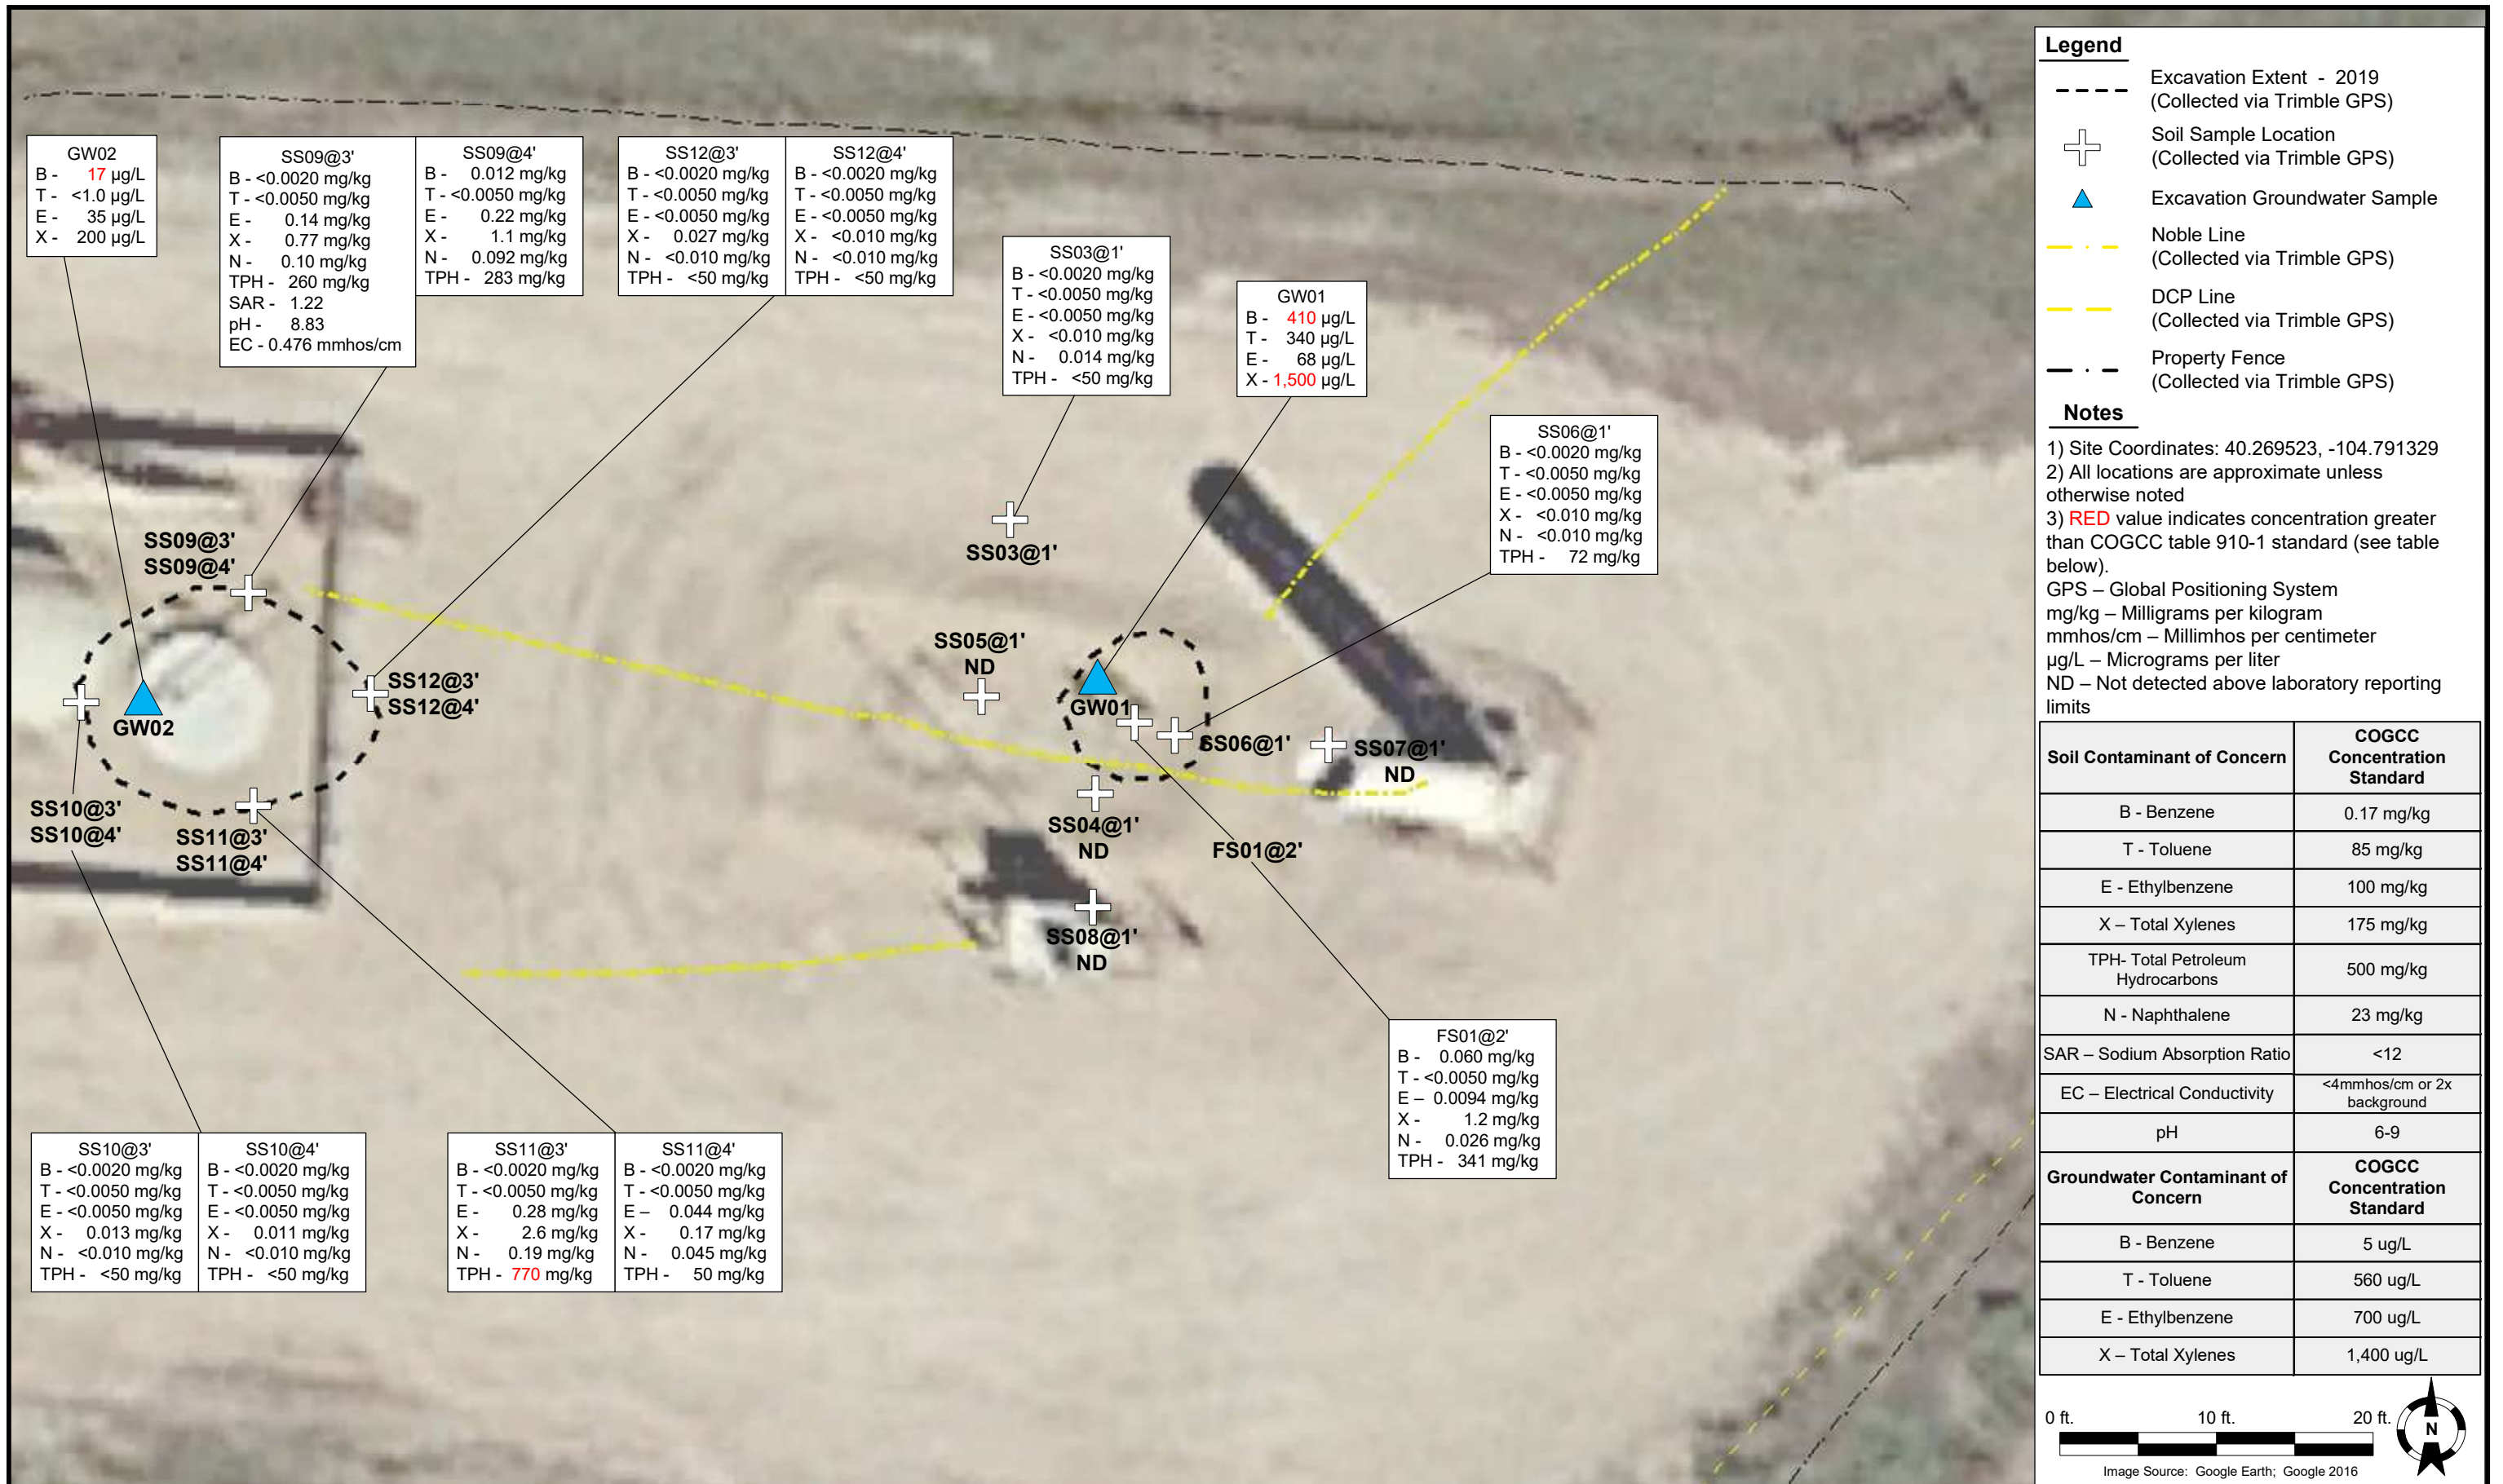 GW02
B - 17 µg/L
T - <1.0 µg/L
E - 35 µg/L
X - 200 µg/L
SS09@3'
B - <0.0020 mg/kg
T - <0.0050 mg/kg
E - 0.14 mg/kg
X - 0.77 mg/kg
N - 0.10 mg/kg
TPH - 260 mg/kg
SAR - 1.22
pH - 8.83
EC - 0.476 mmhos/cm
SS09@4'
B - 0.012 mg/kg
T - <0.0050 mg/kg
E - 0.22 mg/kg
X - 1.1 mg/kg
N - 0.092 mg/kg
TPH - 283 mg/kg
SS12@3'
B - <0.0020 mg/kg
T - <0.0050 mg/kg
E - <0.0050 mg/kg
X - 0.027 mg/kg
N - <0.010 mg/kg
TPH - <50 mg/kg
SS12@4'
B - <0.0020 mg/kg
T - <0.0050 mg/kg
E - <0.0050 mg/kg
X - <0.010 mg/kg
N - <0.010 mg/kg
TPH - <50 mg/kg
SS03@1'
B - <0.0020 mg/kg
T - <0.0050 mg/kg
E - <0.0050 mg/kg
X - <0.010 mg/kg
N - 0.014 mg/kg
TPH - <50 mg/kg
GW01
B - 410 µg/L
T - 340 µg/L
E - 68 µg/L
X - 1,500 µg/L
SS06@1'
B - <0.0020 mg/kg
T - <0.0050 mg/kg
E - <0.0050 mg/kg
X - <0.010 mg/kg
N - <0.010 mg/kg
TPH - 72 mg/kg
SS09@3'
SS09@4'
SS03@1'
SS05@1'
ND
SS12@3'
SS12@4'
GW02
GW01
SS06@1'
SS07@1'
ND
SS10@3'
SS10@4'
SS11@3'
SS11@4'
SS04@1'
ND
FS01@2'
SS08@1'
ND
FS01@2'
B - 0.060 mg/kg
T - <0.0050 mg/kg
E – 0.0094 mg/kg
X - 1.2 mg/kg
N - 0.026 mg/kg
TPH - 341 mg/kg
SS10@3'
B - <0.0020 mg/kg
T - <0.0050 mg/kg
E - <0.0050 mg/kg
X - 0.013 mg/kg
N - <0.010 mg/kg
TPH - <50 mg/kg
SS10@4'
B - <0.0020 mg/kg
T - <0.0050 mg/kg
E - <0.0050 mg/kg
X - 0.011 mg/kg
N - <0.010 mg/kg
TPH - <50 mg/kg
SS11@3'
B - <0.0020 mg/kg
T - <0.0050 mg/kg
E - 0.28 mg/kg
X - 2.6 mg/kg
N - 0.19 mg/kg
TPH - 770 mg/kg
SS11@4'
B - <0.0020 mg/kg
T - <0.0050 mg/kg
E – 0.044 mg/kg
X - 0.17 mg/kg
N - 0.045 mg/kg
TPH - 50 mg/kg
Legend
Excavation Extent - 2019
(Collected via Trimble GPS)
Soil Sample Location
(Collected via Trimble GPS)
Excavation Groundwater Sample
Noble Line
(Collected via Trimble GPS)
DCP Line
(Collected via Trimble GPS)
Property Fence
(Collected via Trimble GPS)
Notes
1) Site Coordinates: 40.269523, -104.791329
2) All locations are approximate unless
otherwise noted
3) RED value indicates concentration greater
than COGCC table 910-1 standard (see table
below).
GPS – Global Positioning System
mg/kg – Milligrams per kilogram
mmhos/cm – Millimhos per centimeter
µg/L – Micrograms per liter
ND – Not detected above laboratory reporting
limits
Soil Contaminant of Concern
COGCC
Concentration
Standard
B - Benzene 0.17 mg/kg
T - Toluene 85 mg/kg
E - Ethylbenzene 100 mg/kg
X – Total Xylenes 175 mg/kg
TPH- Total Petroleum
Hydrocarbons
500 mg/kg
N - Naphthalene 23 mg/kg
SAR – Sodium Absorption Ratio <12
EC – Electrical Conductivity
<4mmhos/cm or 2x
background
pH 6-9
Groundwater Contaminant of
Concern
COGCC
Concentration
Standard
B - Benzene 5 ug/L
T - Toluene 560 ug/L
E - Ethylbenzene 700 ug/L
X – Total Xylenes 1,400 ug/L
0 ft. 10 ft. 20 ft.
N
Image Source: Google Earth; Google 2016